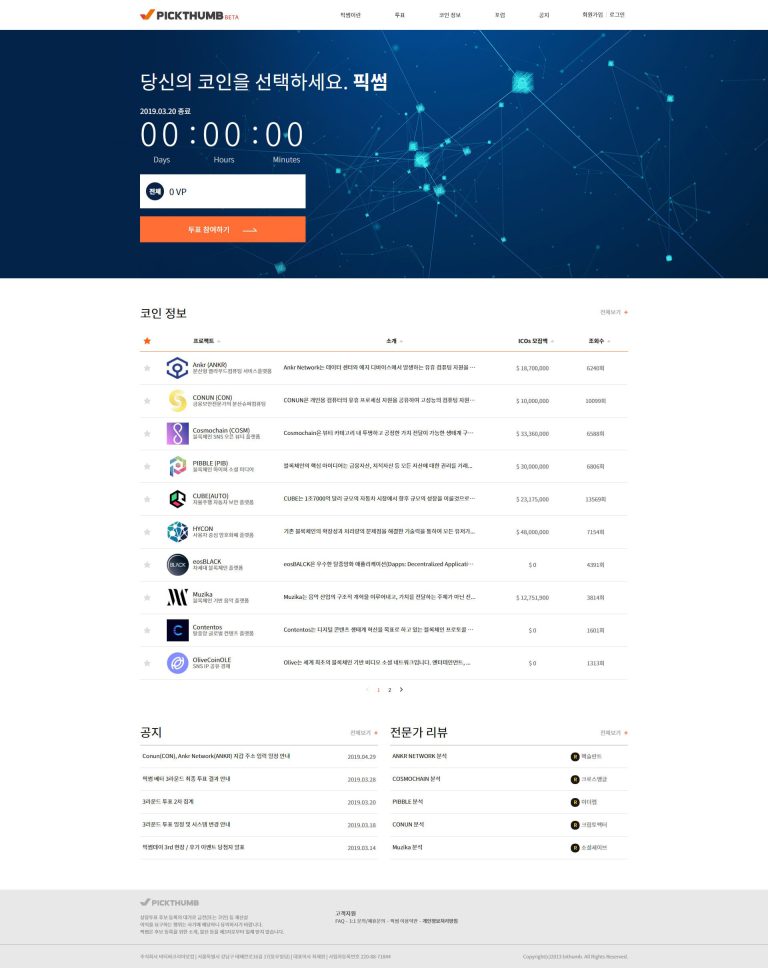 PICKTHUMB BETA
픽썸이란 투표 코인 정보 포럼 공지 회원가입 로그인
당신의 코인을 선택하세요. 픽썸
2019.03.20 종료
00 : 00 : 00
Days Hours Minutes
전체 0 VP
투표 참여하기
코인 정보 전체보기 +
프로젝트 소개 ICOs 모집액 조회수
Ankr (ANKR)
분산형 클라우드컴퓨팅 서비스플랫폼
Ankr Network는 데이터 센터와 에지 디바이스에서 발생하는 유휴 컴퓨팅 자원을 …
$ 18,700,000 6240회
CONUN (CON)
금융보안전문가의 분산슈퍼컴퓨팅
CONUN은 개인용 컴퓨터의 유휴 프로세싱 자원을 공유하여 고성능의 컴퓨팅 …
$ 10,000,000 10099회
Cosmochain (COSM)
블록체인 SNS 오픈 뷰티 플랫폼
Cosmochain은 뷰티 카테고리 내 투명하고 공정한 가치 전달이 가능한 생태계 구…
$ 33,360,000 6588회
PIBBLE (PIB)
블록체인 하이퍼 소셜 미디어
블록체인의 핵심 아이디어는 금융자산, 지적자산 등 모든 자산에 대한 권리를 거래…
$ 30,000,000 6806회
CUBE(AUTO)
자율주행 자동차 보안 플랫폼
CUBE는 1조7000억 달러 규모의 자동차 시장에서 향후 규모의 성장을 이룰것으로…
$ 23,175,000 13569회
HYCON
사용자 중심 암호화폐 플랫폼
기존 블록체인의 확장성과 처리량의 문제점을 해결한 기술력을 통하여 모든 유저가…
$ 48,000,000 7154회
BLACK
eosBLACK
차세대 블록체인 플랫폼
eosBALCK은 우수한 탈중앙화 애플리케이션(Dapps: Decentralized Applicati…
$ 0 4391회
Muzika
블록체인 기반 음악 플랫폼
Muzika는 음악 산업의 구조적 개혁을 이루어내고, 가치를 전달하는 주체가 아닌 진…
$ 12,751,900 3814회
Contentos
탈중앙 글로벌 컨텐츠 플랫폼
Contentos는 디지털 콘텐츠 생태계 혁신을 목표로 하고 있는 블록체인 프로토콜 …
$ 0 1601회
OliveCoinOLE
SNS IP 공유 경제
Olive는 세계 최초의 블록체인 기반 비디오 소셜 네트워크입니다. 엔터테인먼트, …
$ 0 1313회
< 1 2 >
공지 전체보기 +
Conun(CON), Ankr Network(ANKR) 지갑 주소 입력 일정 안내 2019.04.29
픽썸 베타 3라운드 최종 투표 결과 안내 2019.03.28
3라운드 투표 2차 집계 2019.03.20
3라운드 투표 일정 및 시스템 변경 안내 2019.03.18
픽썸데이 3rd 현장 / 후기 이벤트 당첨자 발표 2019.03.14
전문가 리뷰 전체보기 +
ANKR NETWORK 분석 R 해슬란트
COSMOCHAIN 분석 R 크로스앵글
PIBBLE 분석
CONUN 분석 R 크립토팩터
Muzika 분석 R 소셜세이브
PICKTHUMB
고객지원
FAQ - 1:1 문의/제휴문의 - 픽썸 이용약관 - 개인정보처리방침
Copyright(c)2013 bithumb. All Rights Reserved.